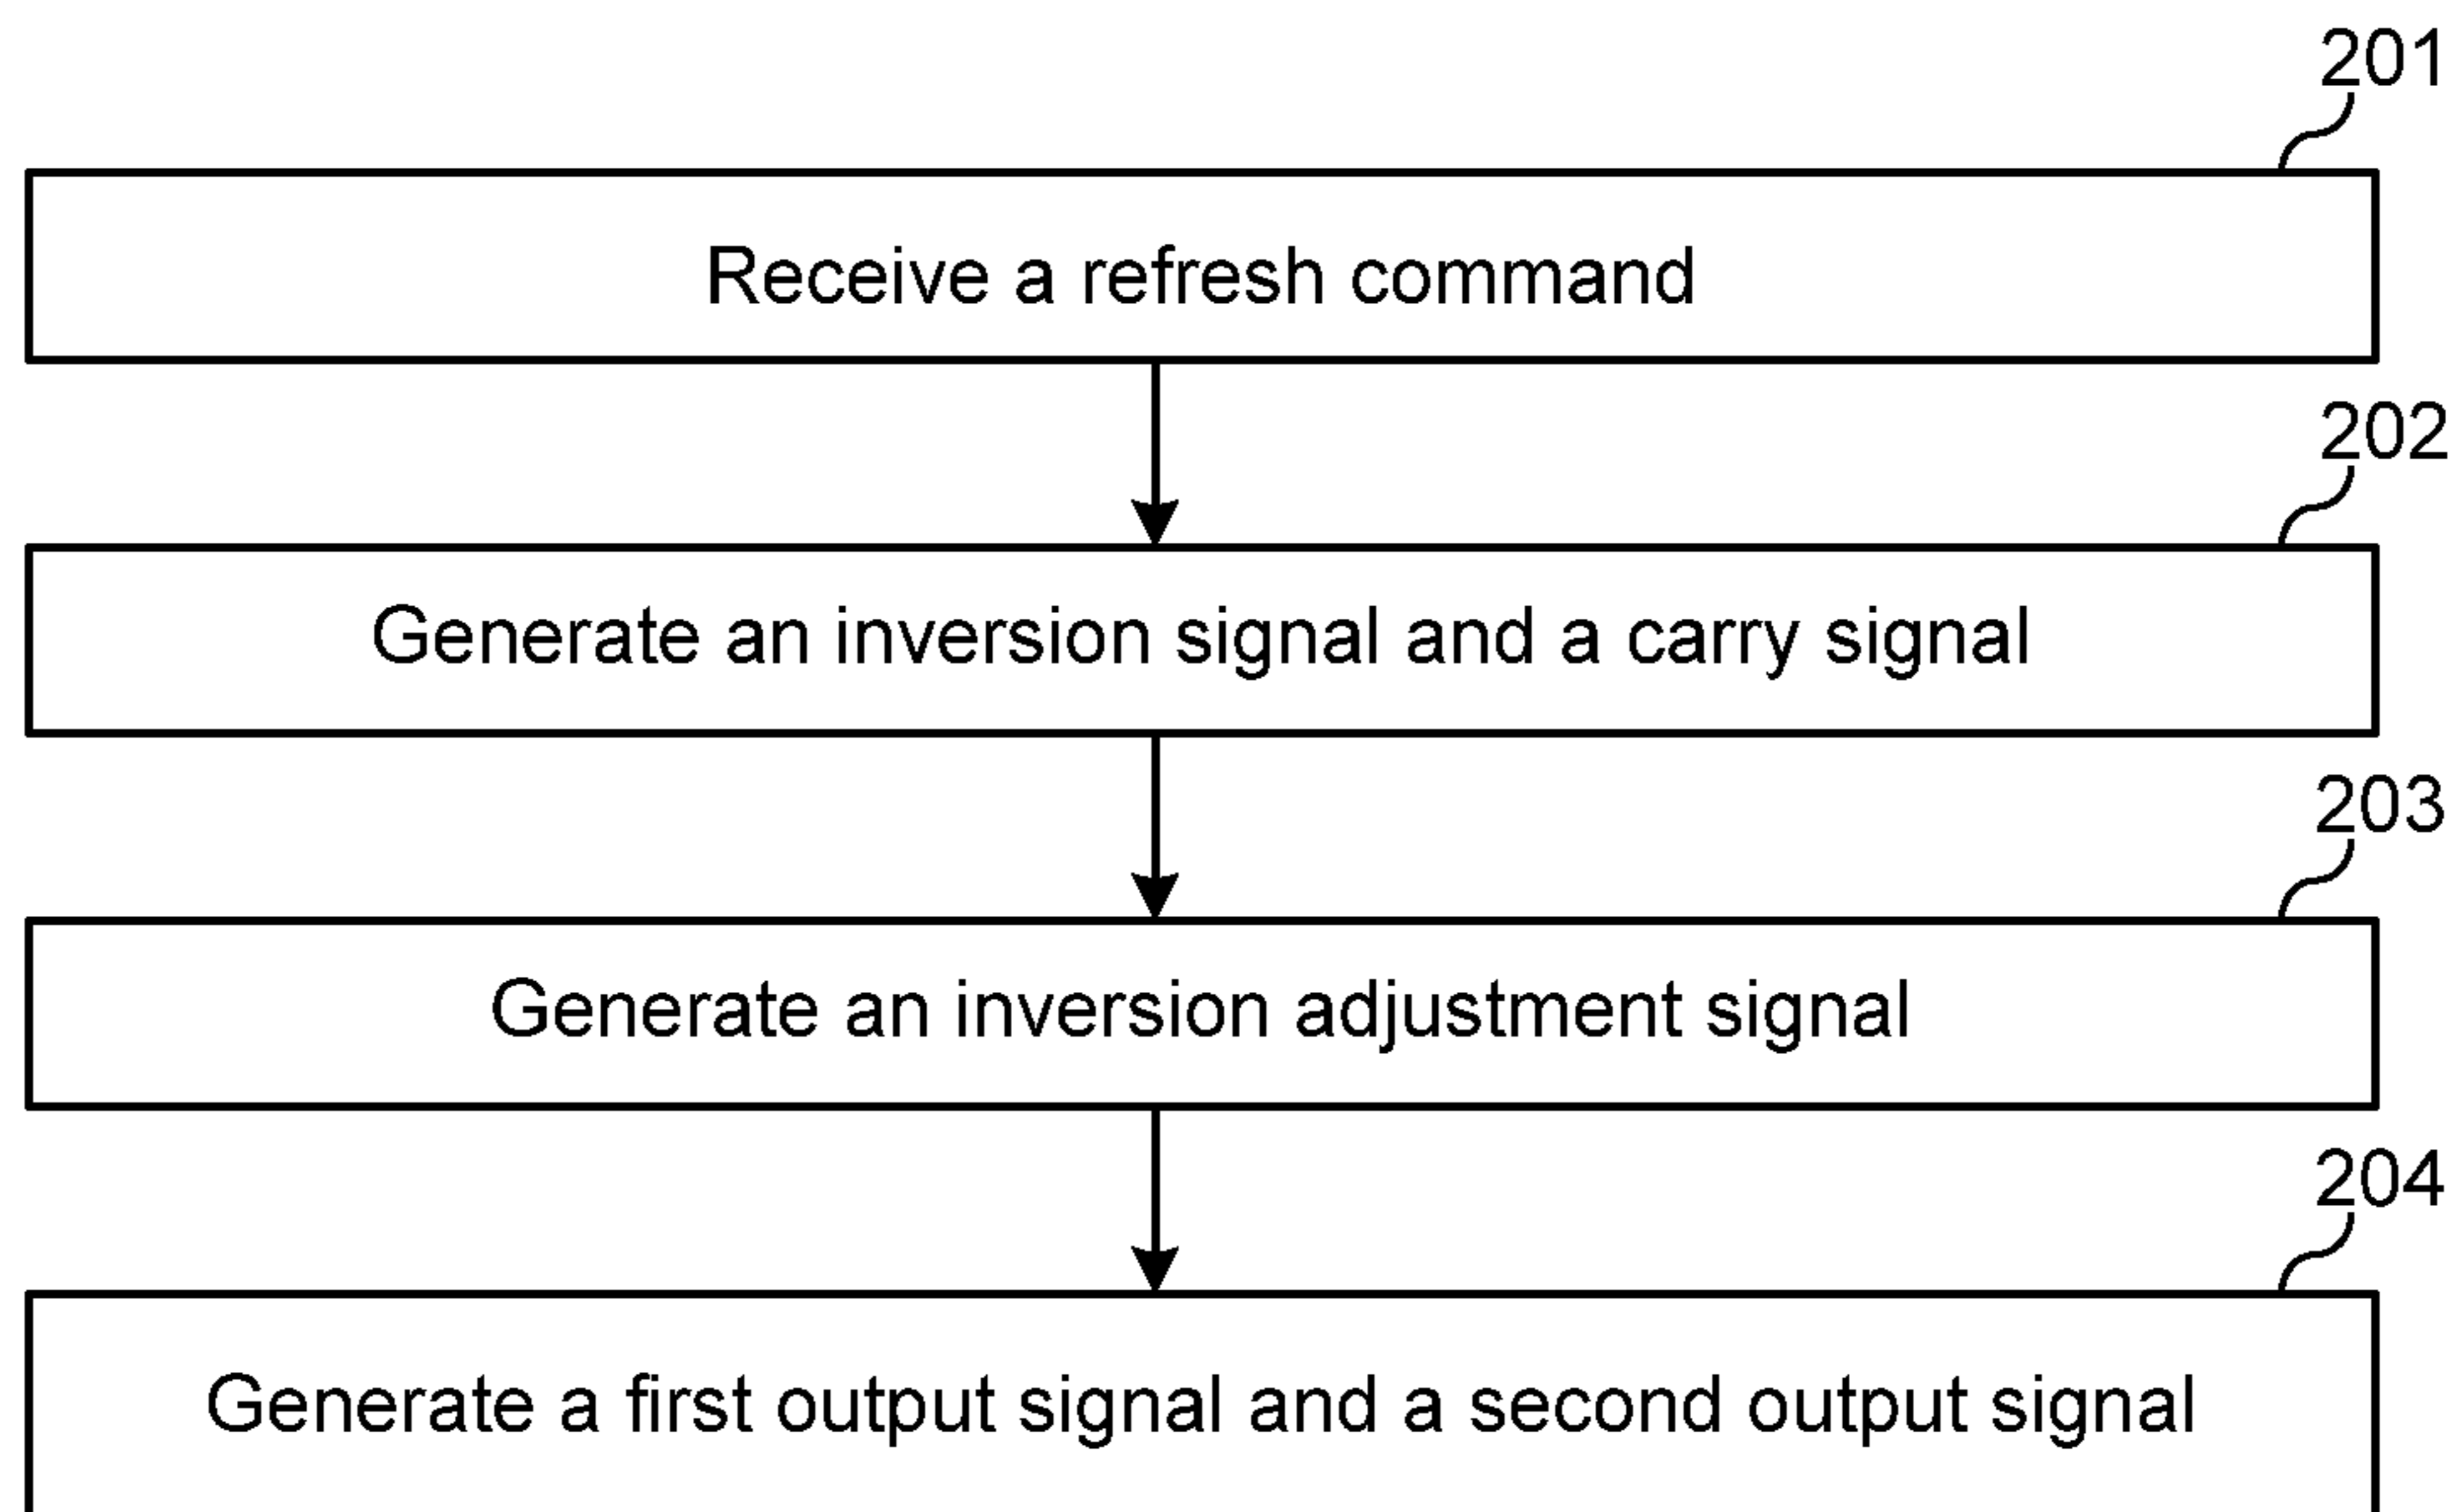 201
Receive a refresh command
202
Generate an inversion signal and a carry signal
203
Generate an inversion adjustment signal
204
Generate a first output signal and a second output signal